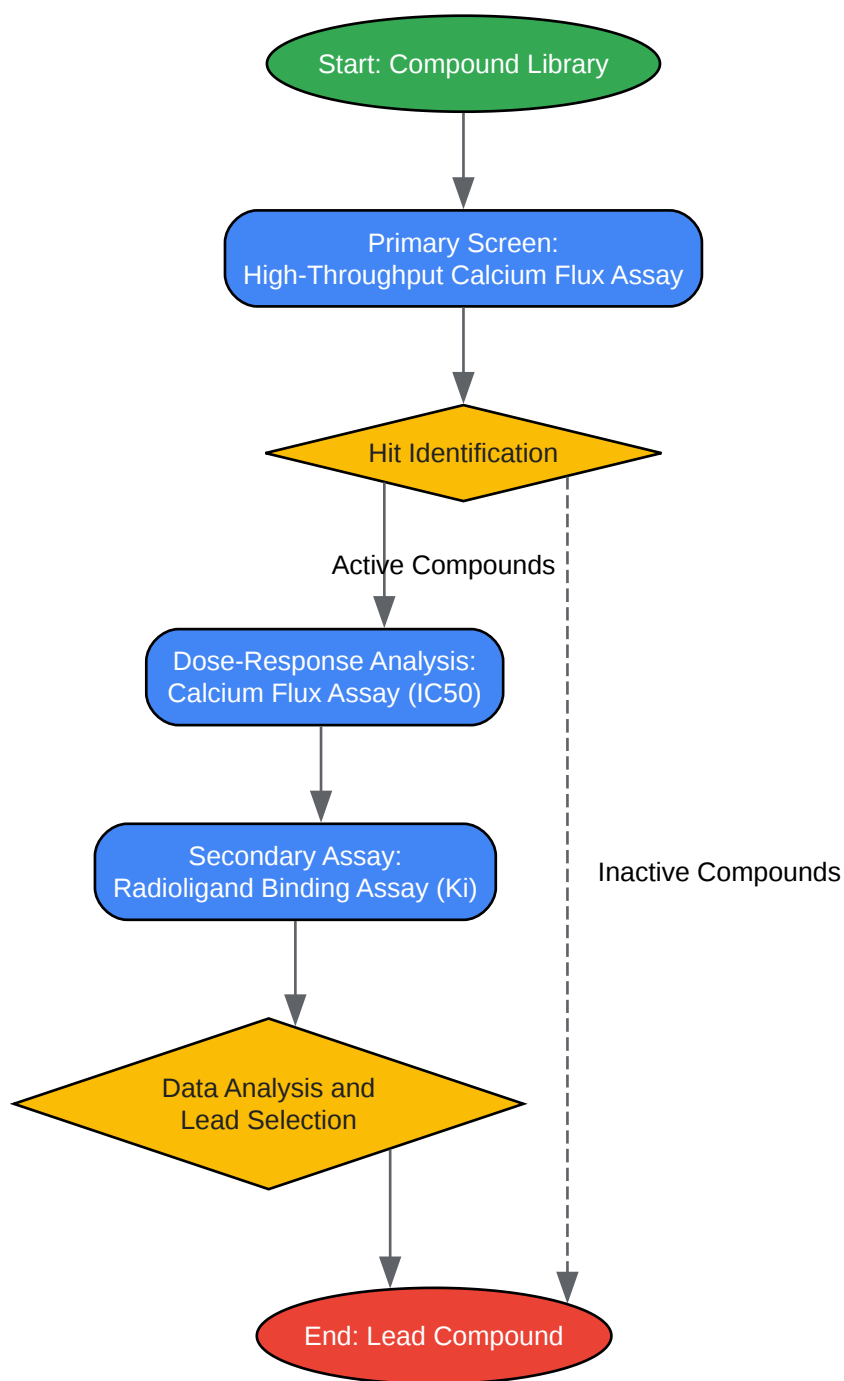 Start: Compound Library
Primary Screen:
High-Throughput Calcium Flux Assay
Hit Identification
Active Compounds
Dose-Response Analysis:
Calcium Flux Assay (IC50)
Secondary Assay:
Radioligand Binding Assay (Ki)
Inactive Compounds
Data Analysis and
Lead Selection
End: Lead Compound